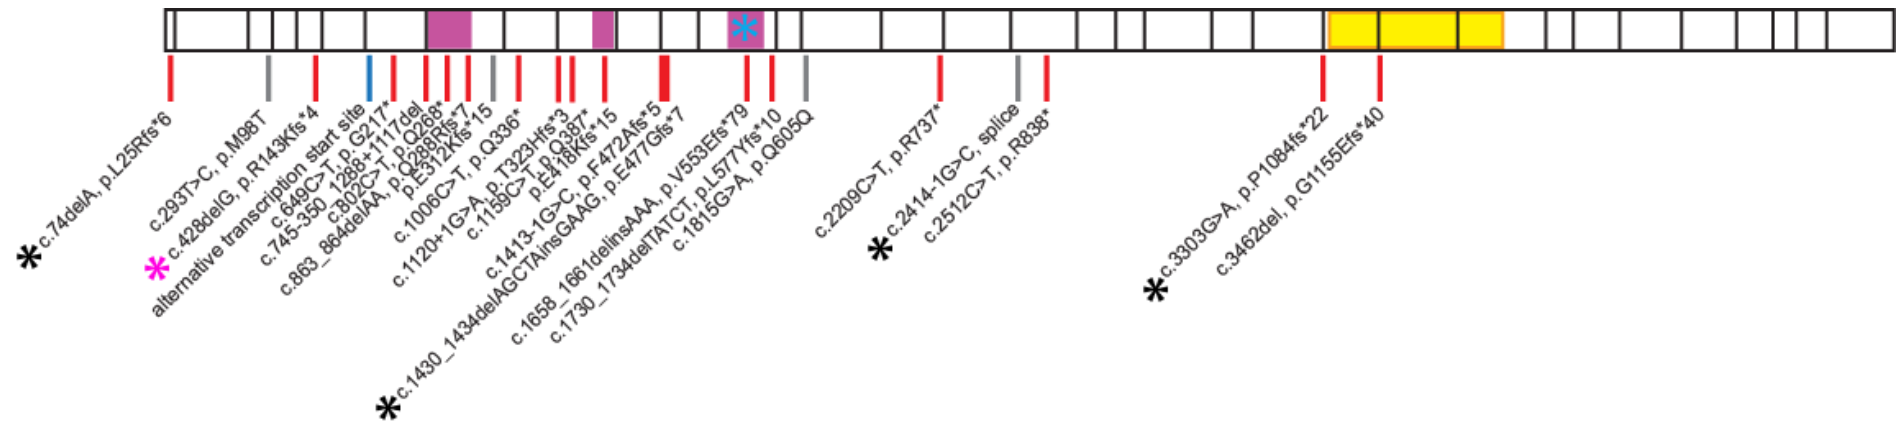 c.74delA, p.L25Rfs*6
c.293T>C, p.M98T
c.428delG, p.R143Kfs*4
alternative transcription start site
c.649C>T, p.G217*
c.745-350_1288+1117del
c.802C>T, p.Q268*
c.863_864delAA, p.Q288Rfs*7
p.E312Kfs*15
c.1006C>T, p.Q336*
c.1120+1G>A, p.T323Hfs*3
c.1159C>T, p.Q387*
p.E418Kfs*15
c.1413-1G>C, p.F472Afs*5
c.1430_1434delAGCTAinsGAAG, p.E477Gfs*7
c.1658_1661delinsAAA, p.V553Efs*79
c.1730_1734delTATCT, p.L577Yfs*10
c.1815G>A, p.Q605Q
c.2209C>T, p.R737*
c.2414-1G>C, splice
c.2512C>T, p.R838*
c.3303G>A, p.P1084fs*22
c.3462del, p.G1155Efs*40